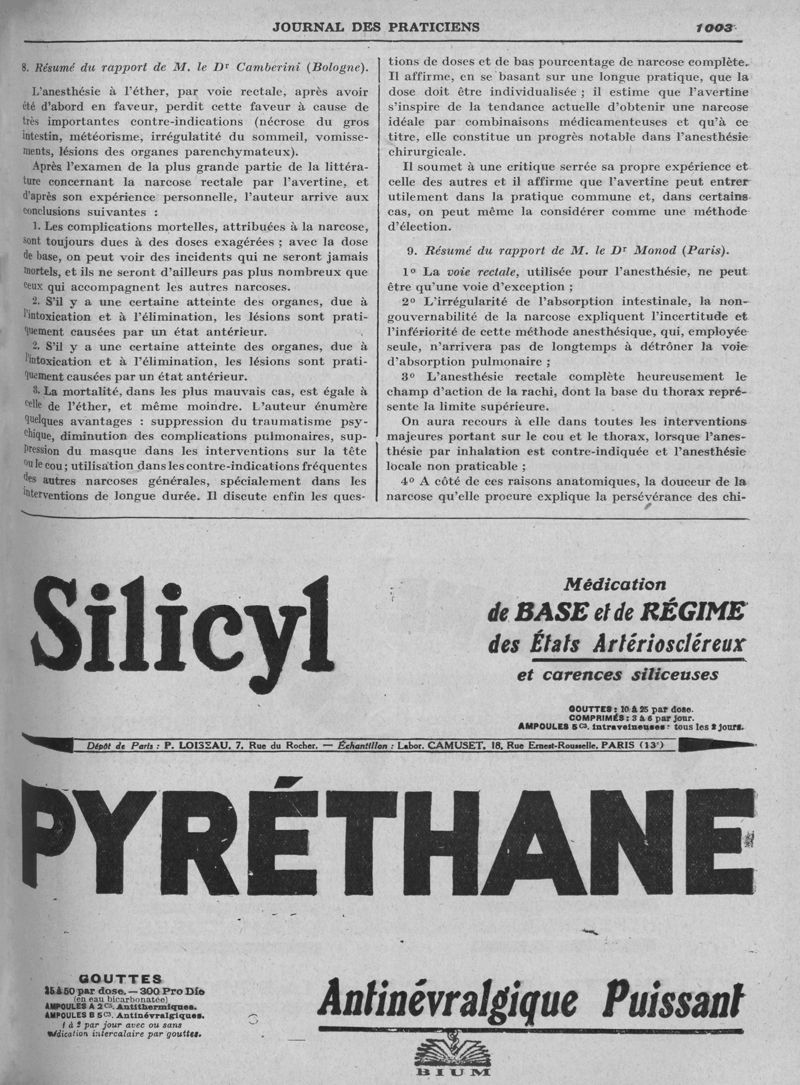 JOURNAL DES PRATICIENS 1003
8. Résumé du rapport de M. le Dr Camberini (Bologne).
L'anesthésie à l'éther, par voie rectale, après avoir
été d'abord en faveur, perdit cette faveur à cause de
très importantes contre-indications (nécrose du gros
intestin, météorisme, irrégulatité du sommeil, vomisse-
ments, lésions des organes parenchymateux).
Après l'examen de la plus grande partie de la littéra-
ture concernant la narcose rectale par l'avertine, et
d'après son expérience personnelle, l'auteur arrive aux
conclusions suivantes :
1. Les complications mortelles, attribuées à la narcose,
sont toujours dues à des doses exagérées ; avec la dose
de base, on peut voir des incidents qui ne seront jamais
mortels, et ils ne seront d'ailleurs pas plus nombreux que
ceux qui accompagnent les autres narcoses.
2. S'il y a une certaine atteinte des organes, due à
l'intoxication et à l'élimination, les lésions sont prati-
quement causées par un état antérieur.
2. S'il y a une certaine atteinte des organes, due à
l'intoxication et à l'élimination, les lésions sont prati-
quement causées par un état antérieur.
3. La mortalité, dans les plus mauvais cas, est égale à
celle de l'éther, et même moindre. L'auteur énumère
quelques avantages : suppression du traumatisme psy-
chique, diminution des complications pulmonaires, sup-
pression du masque dans les interventions sur la tête
ou le cou ; utilisation dans les contre-indications fréquentes
des autres narcoses générales, spécialement dans les
interventions de longue durée. Il discute enfin les ques-
tions de doses et de bas pourcentage de narcose complète.
Il affirme, en se basant sur une longue pratique, que la
dose doit être individualisée ; il estime que l'avertine
s'inspire de la tendance actuelle d'obtenir une narcose
idéale par combinaisons médicamenteuses et qu'à ce
titre, elle constitue un progrès notable dans l'anesthésie
chirurgicale.
Il soumet à une critique serrée sa propre expérience et
celle des autres et il affirme que l'avertine peut entrer
utilement dans la pratique commune et, dans certains
cas, on peut même la considérer comme une méthode
d'élection.
9. Résumé du rapport de M. le Dr Monod (Paris).
1° La voie rectale, utilisée pour l'anesthésie, ne peut
être qu'une voie d'exception ;
2° L'irrégularité de l'absorption intestinale, la non-
gouvernabilité de la narcose expliquent l'incertitude et
l'infériorité de cette méthode anesthésique, qui, employée
seule, n'arrivera pas de longtemps à détrôner la voie
d'absorption pulmonaire ;
3° L'anesthésie rectale complète heureusement le
champ d'action de la rachi, dont la base du thorax repré-
sente la limite supérieure.
On aura recours à elle dans toutes les interventions
majeures portant sur le cou et le thorax, lorsque l'anes-
thésie par inhalation est contre-indiquée et l'anesthésie
locale non praticable ;
4° A côté de ces raisons anatomiques, la douceur de la
narcose qu'elle procure explique la persévérance des chi-
Silicyl
Médication
de BASE et de RÉGIME
des États Artérioscléreux
et carences siliceuses
GOUTTES : 10 à 25 par dose.
COMPRIMÉS : 3 à 6 par jour.
AMPOULES 5cs. intraveineuses : tous les 2 jours.
Dépôt de Paris : P. LOISEAU, 7, Rue du Rocher. — Échantillon : Labor. CAMUSET, 18, Rue Ernest-Rousselle, PARIS (13e)
PYRÉTHANE
GOUTTES
25 à 50 par dose. — 300 Pro Die
(en eau bicarbonatée)
AMPOULES A 2cs. Antithermiques.
AMPOULES B 5cs. Antinévralgiques.
1 à 2 par jour avec ou sans
médication intercalaire par gouttes.
Antinévralgique Puissant
BIUM